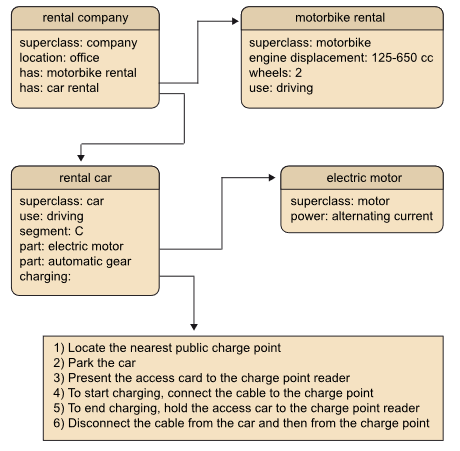 rental company
superclass: company
location: office
has: motorbike rental
has: car rental
motorbike rental
superclass: motorbike
engine displacement: 125-650 cc
wheels: 2
use: driving
rental car
superclass: car
use: driving
segment: C
part: electric motor
part: automatic gear
charging:
electric motor
superclass: motor
power: alternating current
1) Locate the nearest public charge point
2) Park the car
3) Present the access card to the charge point reader
4) To start charging, connect the cable to the charge point
5) To end charging, hold the access car to the charge point reader
6) Disconnect the cable from the car and then from the charge point